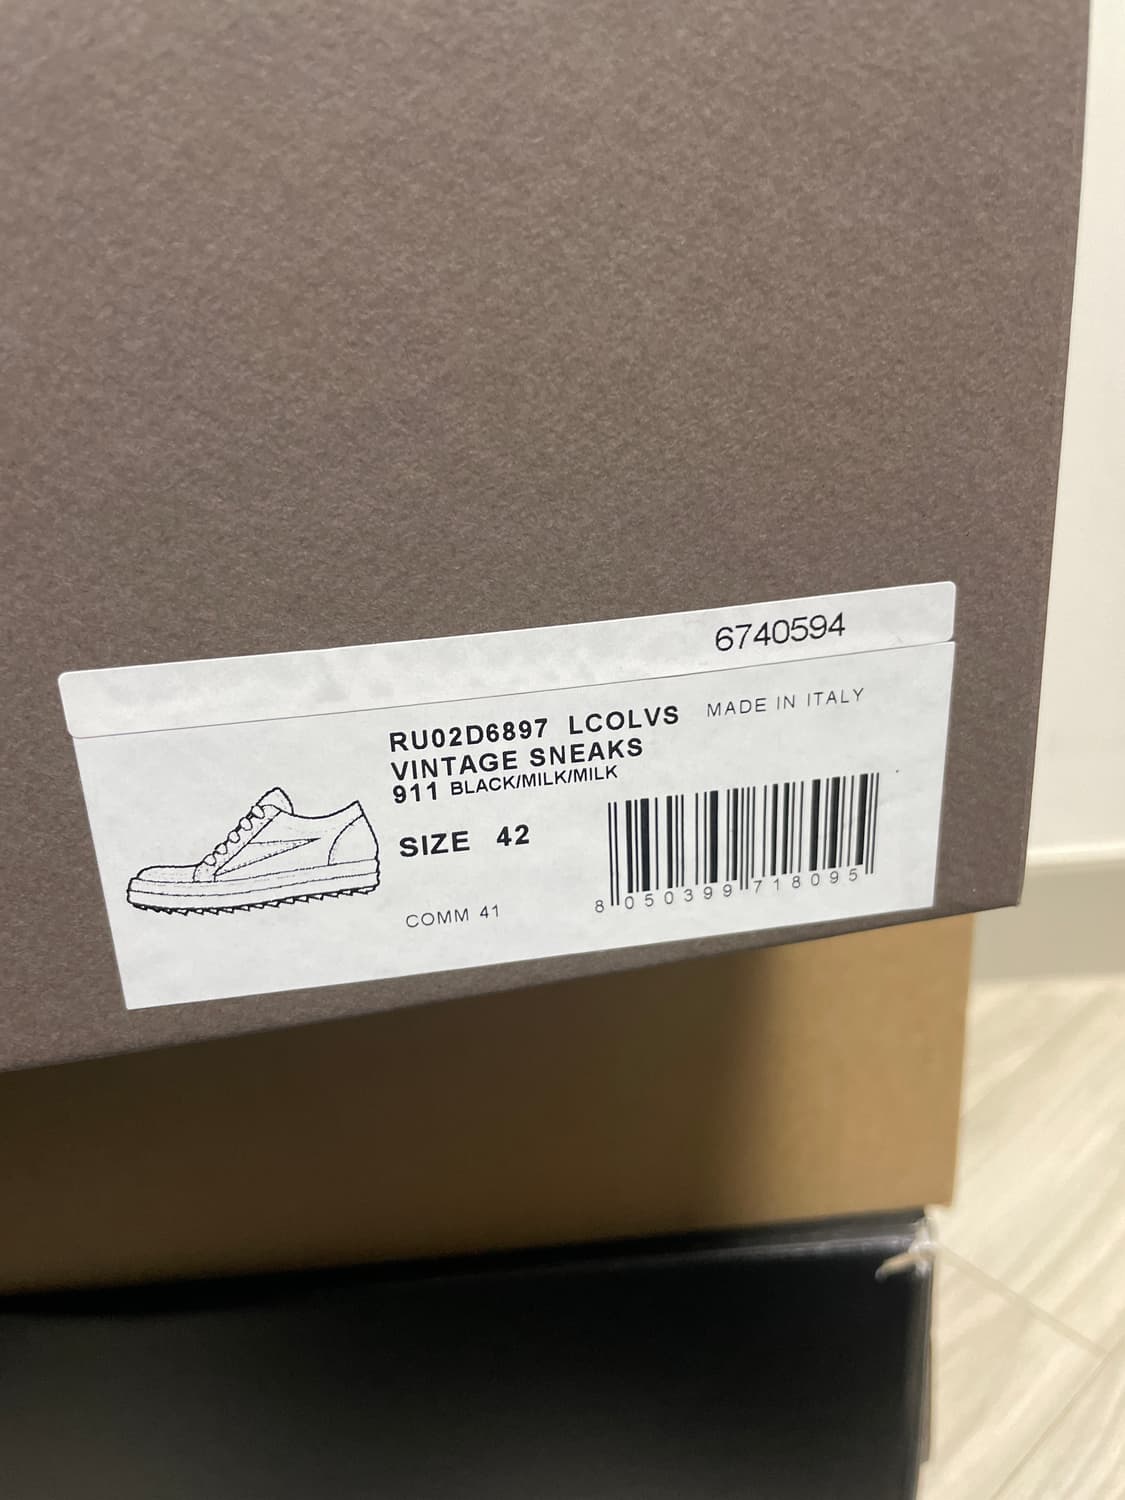 6740594
RU02D6897 LCOLVS MADE IN ITALY
VINTAGE SNEAKS
911 BLACK/MILK/MILK
SIZE 42
COMM 41
8 050399 718095